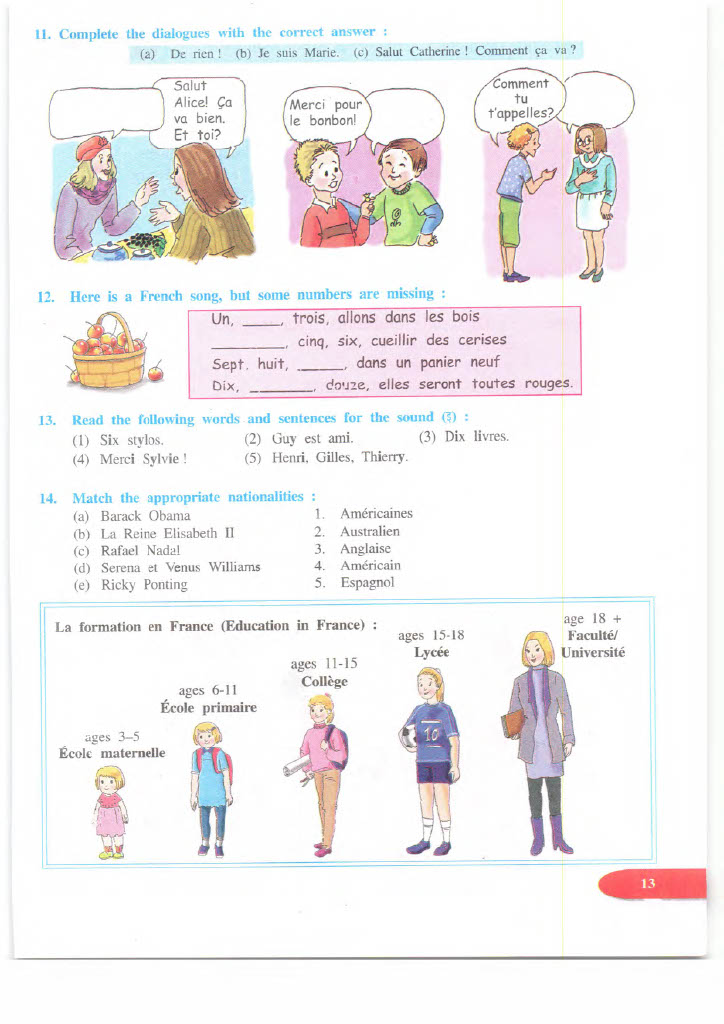 11. Complete the dialogues with the correct answer :
(a) De rien ! (b) Je suis Marie. (c) Salut Catherine ! Comment ça va ?
Salut
Alice! Ça
va bien.
Et toi?
Merci pour
le bonbon!
Comment
tu
t'appelles?
12. Here is a French song, but some numbers are missing :
Un, ____, trois, allons dans les bois
________, cinq, six, cueillir des cerises
Sept. huit, _____, dans un panier neuf
Dix, _______, douze, elles seront toutes rouges.
13. Read the following words and sentences for the sound (ई) :
(1) Six stylos. (2) Guy est ami. (3) Dix livres.
(4) Merci Sylvie ! (5) Henri, Gilles, Thierry.
14. Match the appropriate nationalities :
(a) Barack Obama 1. Américaines
(b) La Reine Elisabeth II 2. Australien
(c) Rafael Nadal 3. Anglaise
(d) Serena et Venus Williams 4. Américain
(e) Ricky Ponting 5. Espagnol
La formation en France (Education in France) :
ages 3–5
École maternelle
ages 6-11
École primaire
ages 11-15
Collège
ages 15-18
Lycée
age 18 +
Faculté/
Université
10
13